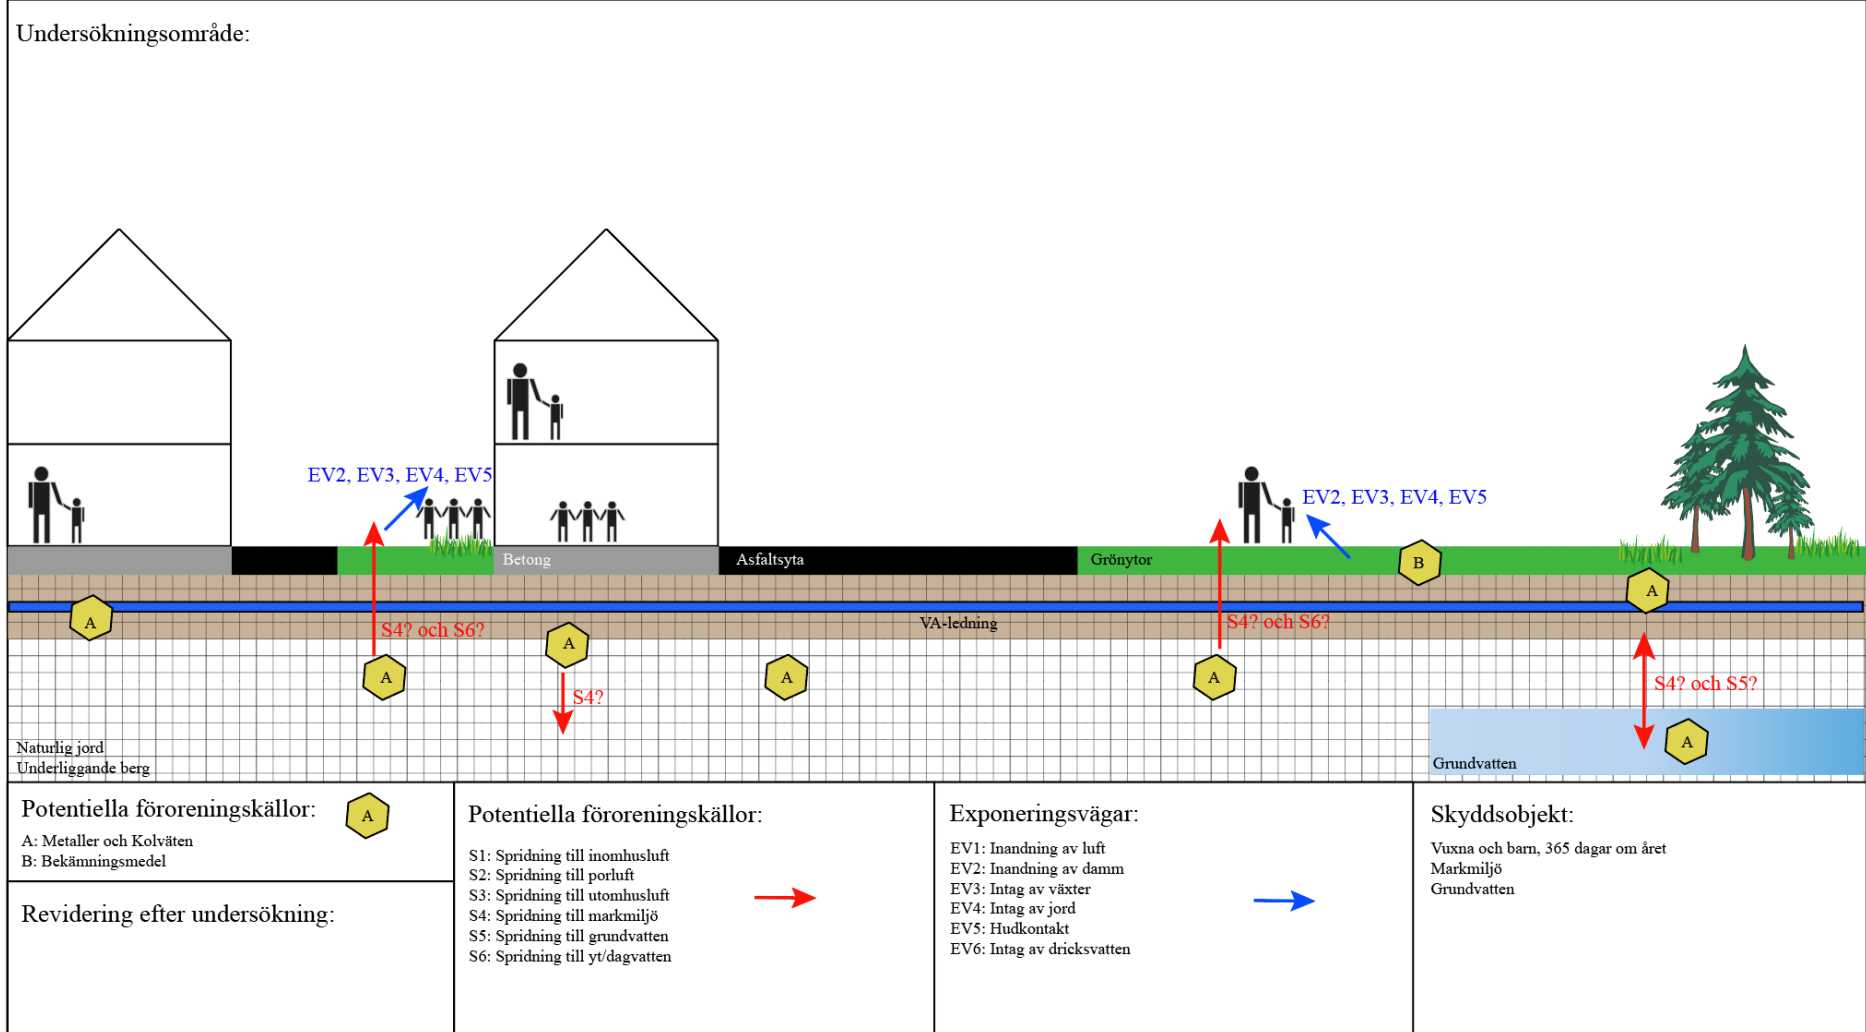 Undersökningsområde:
EV2, EV3, EV4, EV5
EV2, EV3, EV4, EV5
Betong
Asfaltsyta
Grönytor
B
A
A
S4? och S6?
A
VA-ledning
S4? och S6?
A
A
A
S4?
S4? och S5?
A
Naturlig jord
Underliggande berg
Grundvatten
Potentiella föroreningskällor:
A
A: Metaller och Kolväten
B: Bekämningsmedel
Revidering efter undersökning:
Potentiella föroreningskällor:
S1: Spridning till inomhusluft
S2: Spridning till porluft
S3: Spridning till utomhusluft
S4: Spridning till markmiljö
S5: Spridning till grundvatten
S6: Spridning till yt/dagvatten
Exponeringsvägar:
EV1: Inandning av luft
EV2: Inandning av damm
EV3: Intag av växter
EV4: Intag av jord
EV5: Hudkontakt
EV6: Intag av dricksvatten
Skyddsobjekt:
Vuxna och barn, 365 dagar om året
Markmiljö
Grundvatten